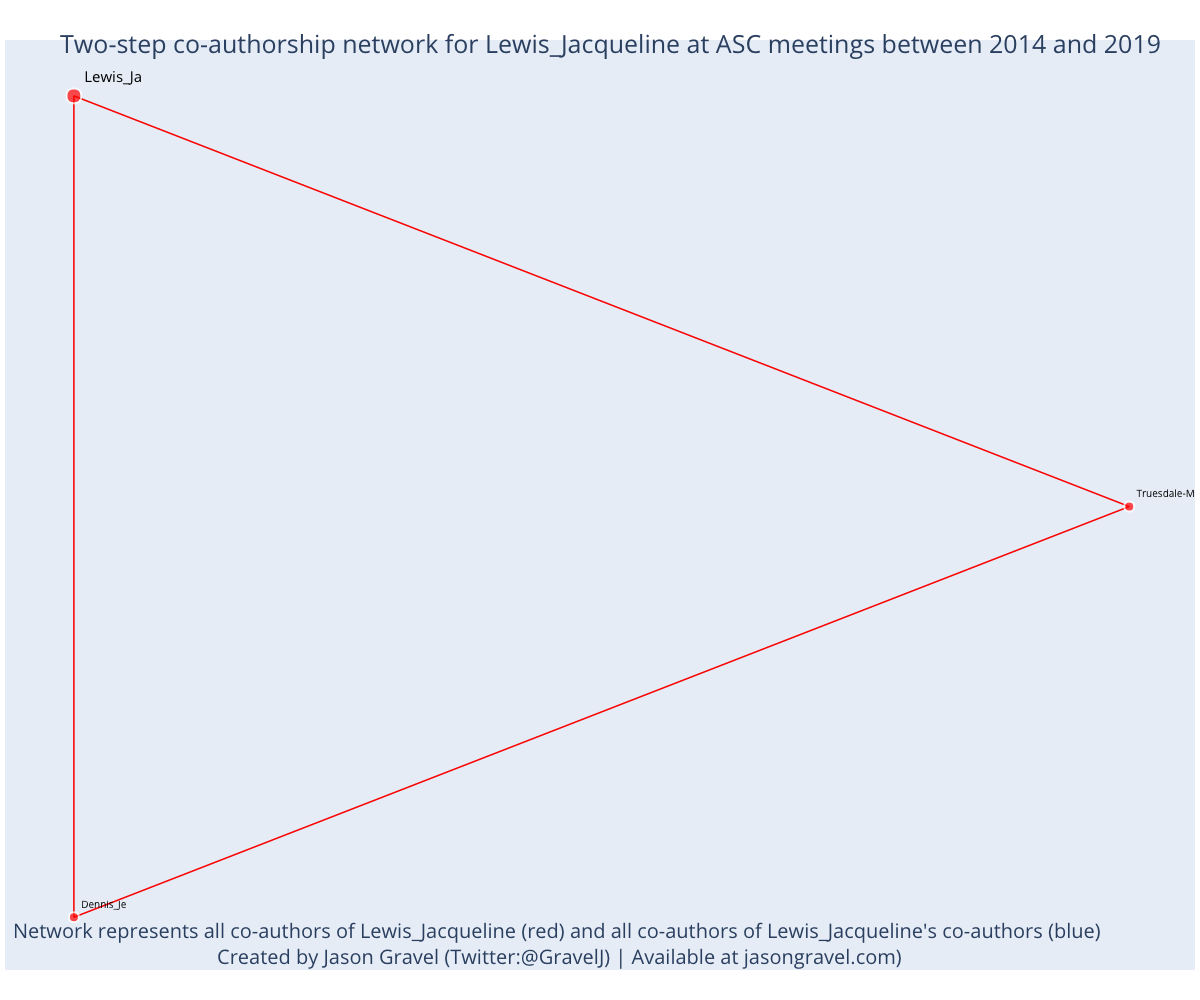 Two-step co-authorship network for Lewis_Jacqueline at ASC meetings between 2014 and 2019
Lewis_Ja
Truesdale-M
Dennis_Je
Network represents all co-authors of Lewis_Jacqueline (red) and all co-authors of Lewis_Jacqueline's co-authors (blue)
Created by Jason Gravel (Twitter:@GravelJ) | Available at jasongravel.com)